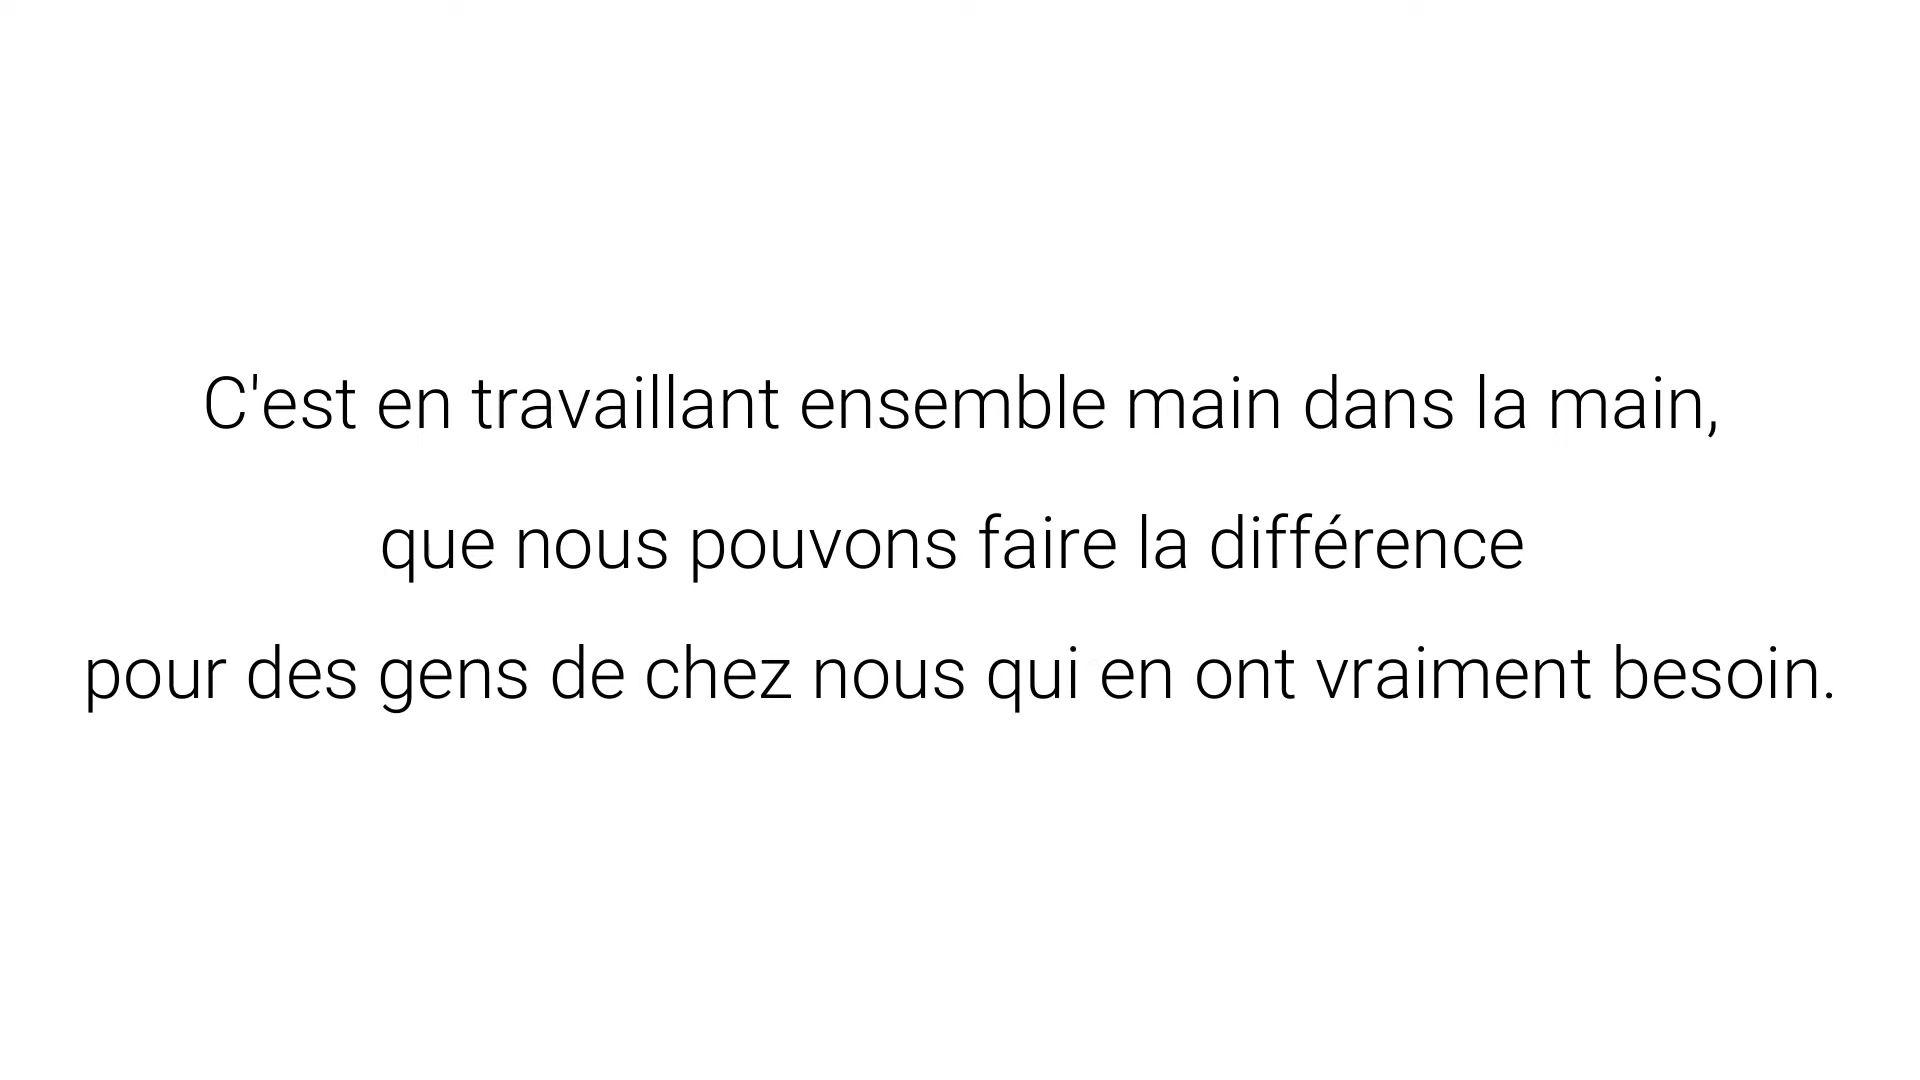 C'est en travaillant ensemble main dans la main,
que nous pouvons faire la différence
pour des gens de chez nous qui en ont vraiment besoin.